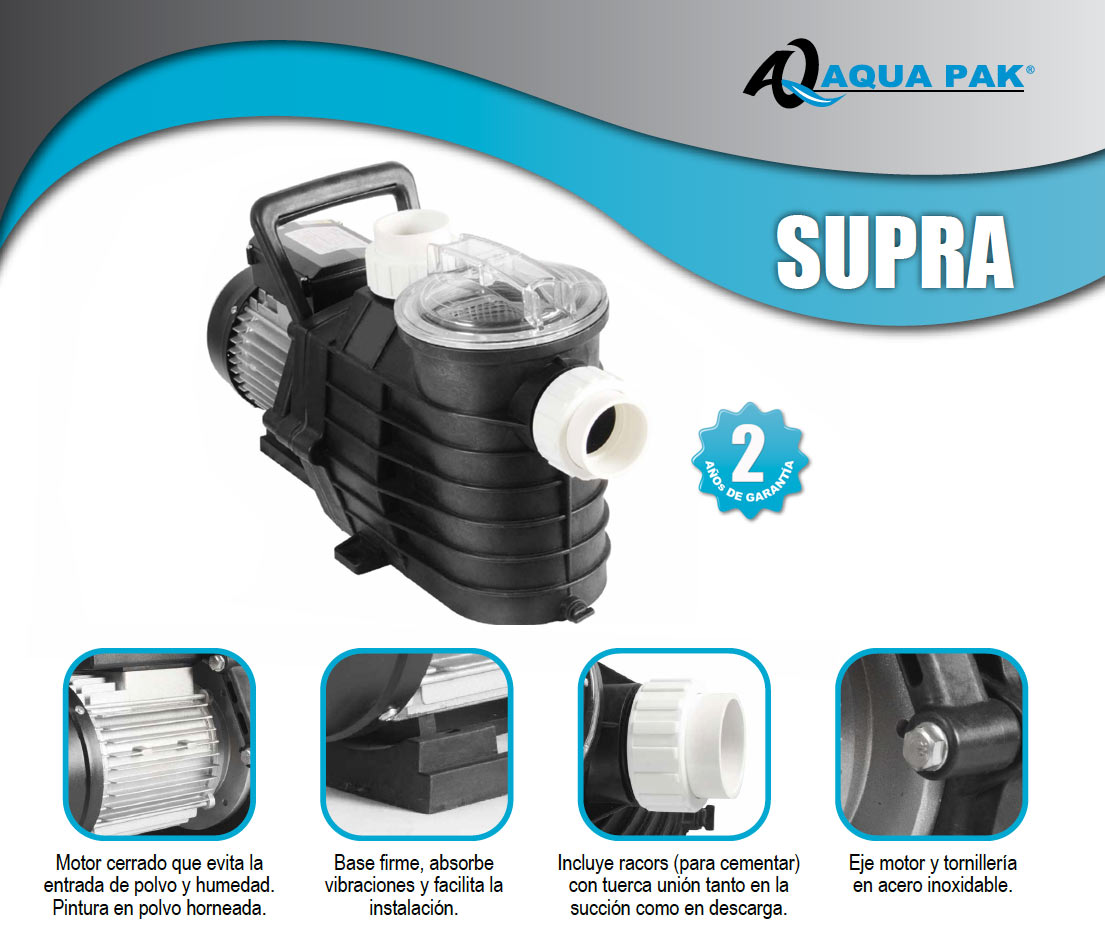 AQUA PAK®
SUPRA
2
AÑOS DE GARANTÍA
Motor cerrado que evita la
entrada de polvo y humedad.
Pintura en polvo horneada.
Base firme, absorbe
vibraciones y facilita la
instalación.
Incluye racors (para cementar)
con tuerca unión tanto en la
succión como en descarga.
Eje motor y tornillería
en acero inoxidable.